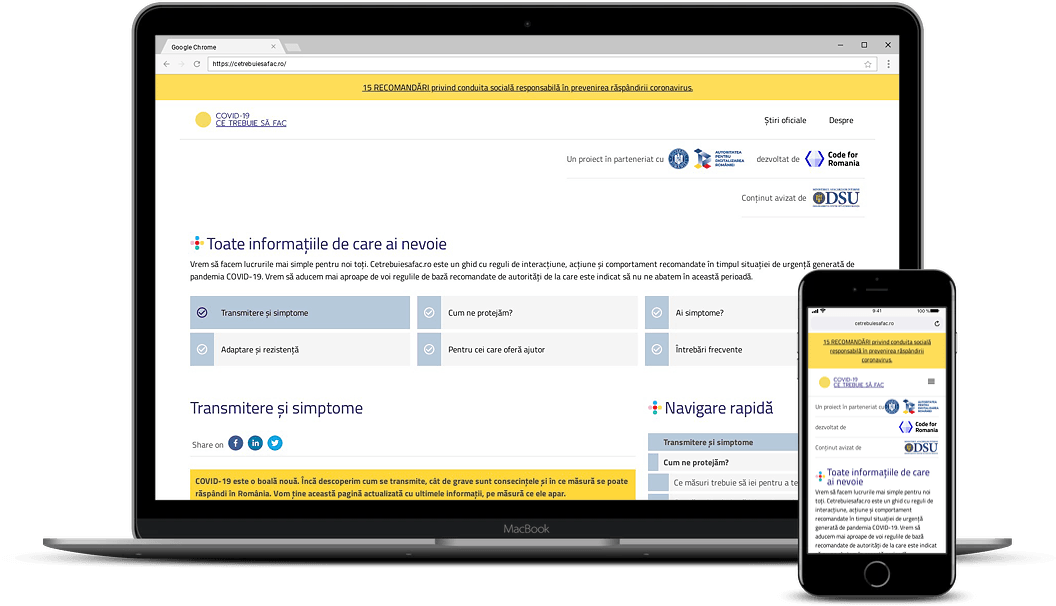 Google Chrome
https://cetrebuiesafac.ro/
15 RECOMANDĂRI privind conduita socială responsabilă în prevenirea răspândirii coronavirus.
COVID-19
CE TREBUIE SĂ FAC
Știri oficiale
Despre
Un proiect în parteneriat cu
AUTORITATEA
PENTRU
DIGITALIZAREA
ROMÂNIEI
dezvoltat de
Code for
Romania
Conținut avizat de
DSU
Toate informațiile de care ai nevoie
Vrem să facem lucrurile mai simple pentru noi toți. Cetrebuiesafac.ro este un ghid cu reguli de interacțiune, acțiune și comportament recomandate în timpul situației de urgență generată de
pandemia COVID-19. Vrem să aducem mai aproape de voi regulile de bază recomandate de autorități de la care este indicat să nu ne abatem în această perioadă.
Transmitere și simptome
Cum ne protejăm?
Ai simptome?
Adaptare și rezistență
Pentru cei care oferă ajutor
Întrebări frecvente
Transmitere și simptome
Share on
COVID-19 este o boală nouă. Încă descoperim cum se transmite, cât de grave sunt consecințele și în ce măsură se poate
răspândi în România. Vom ține această pagină actualizată cu ultimele informații, pe măsură ce ele apar.
Navigare rapidă
Transmitere și simptome
Cum ne protejăm?
Ce măsuri trebuie să iei pentru a te
MacBook
9:41
100 %
cetrebuiesafac.ro
15 RECOMANDĂRI privind conduita socială
responsabilă în prevenirea răspândirii
coronavirus.
COVID-19
CE TREBUIE SĂ FAC
Un proiect în parteneriat cu
AUTORITATEA
PENTRU
DIGITALIZAREA
ROMÂNIEI
dezvoltat de
Code for
Romania
Conținut avizat de
DSU
Toate informațiile de care
ai nevoie
Vrem să facem lucrurile mai simple pentru noi
toți. Cetrebuiesafac.ro este un ghid cu reguli de
interacțiune, acțiune și comportament
recomandate în timpul situației de urgență
generată de pandemia COVID-19. Vrem să
aducem mai aproape de voi regulile de bază
recomandate de autorități de la care este indicat